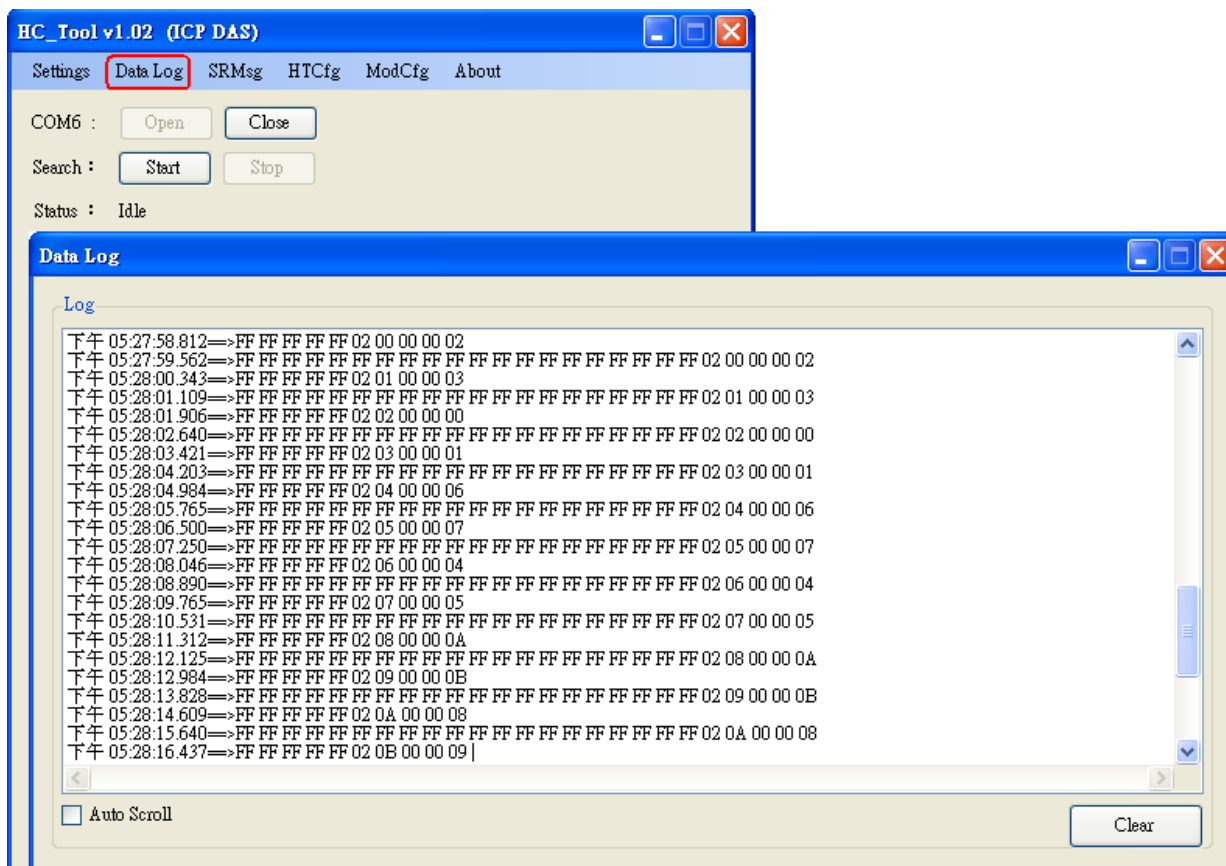 HC_Tool v1.02 (ICP DAS)
Settings Data Log SRMsg HTCfg ModCfg About
COM6 : Open Close
Search： Start Stop
Status： Idle
Data Log
Log
下午 05:27:58.812==>FF FF FF FF FF 02 00 00 00 02
下午 05:27:59.562==>FF FF FF FF FF FF FF FF FF FF FF FF FF FF FF FF FF FF FF FF 02 00 00 00 02
下午 05:28:00.343==>FF FF FF FF FF 02 01 00 00 03
下午 05:28:01.109==>FF FF FF FF FF FF FF FF FF FF FF FF FF FF FF FF FF FF FF FF 02 01 00 00 03
下午 05:28:01.906==>FF FF FF FF FF 02 02 00 00 00
下午 05:28:02.640==>FF FF FF FF FF FF FF FF FF FF FF FF FF FF FF FF FF FF FF FF 02 02 00 00 00
下午 05:28:03.421==>FF FF FF FF FF 02 03 00 00 01
下午 05:28:04.203==>FF FF FF FF FF FF FF FF FF FF FF FF FF FF FF FF FF FF FF FF 02 03 00 00 01
下午 05:28:04.984==>FF FF FF FF FF 02 04 00 00 06
下午 05:28:05.765==>FF FF FF FF FF FF FF FF FF FF FF FF FF FF FF FF FF FF FF FF 02 04 00 00 06
下午 05:28:06.500==>FF FF FF FF FF 02 05 00 00 07
下午 05:28:07.250==>FF FF FF FF FF FF FF FF FF FF FF FF FF FF FF FF FF FF FF FF 02 05 00 00 07
下午 05:28:08.046==>FF FF FF FF FF 02 06 00 00 04
下午 05:28:08.890==>FF FF FF FF FF FF FF FF FF FF FF FF FF FF FF FF FF FF FF FF 02 06 00 00 04
下午 05:28:09.765==>FF FF FF FF FF 02 07 00 00 05
下午 05:28:10.531==>FF FF FF FF FF FF FF FF FF FF FF FF FF FF FF FF FF FF FF FF 02 07 00 00 05
下午 05:28:11.312==>FF FF FF FF FF 02 08 00 00 0A
下午 05:28:12.125==>FF FF FF FF FF FF FF FF FF FF FF FF FF FF FF FF FF FF FF FF 02 08 00 00 0A
下午 05:28:12.984==>FF FF FF FF FF 02 09 00 00 0B
下午 05:28:13.828==>FF FF FF FF FF FF FF FF FF FF FF FF FF FF FF FF FF FF FF FF 02 09 00 00 0B
下午 05:28:14.609==>FF FF FF FF FF 02 0A 00 00 08
下午 05:28:15.640==>FF FF FF FF FF FF FF FF FF FF FF FF FF FF FF FF FF FF FF FF 02 0A 00 00 08
下午 05:28:16.437==>FF FF FF FF FF 02 0B 00 00 09
Auto Scroll
Clear